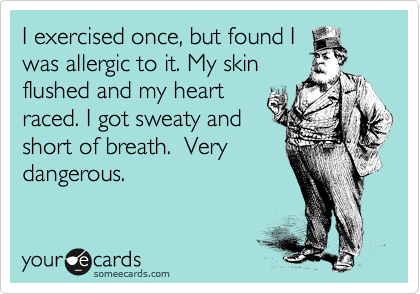 I exercised once, but found I
was allergic to it. My skin
flushed and my heart
raced. I got sweaty and
short of breath.  Very
dangerous.
your e cards
someecards.com